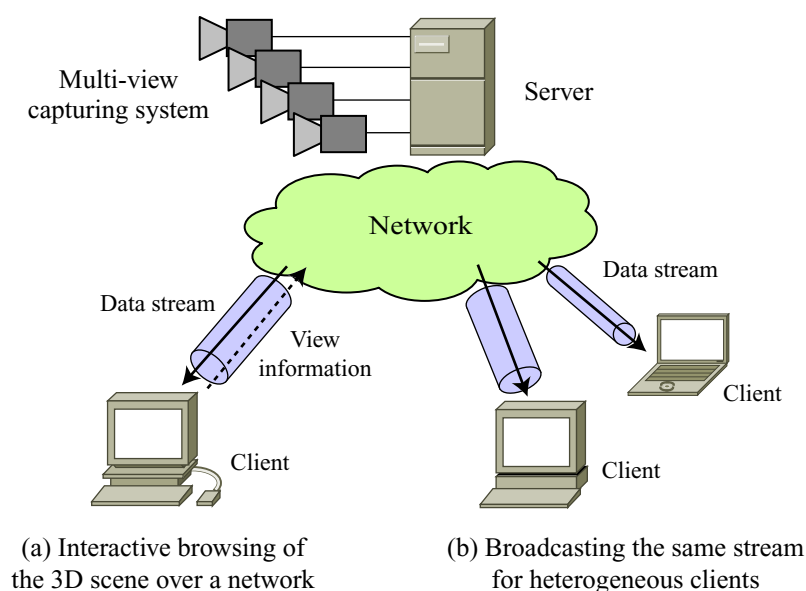 Multi-view
capturing system
Server
Network
Data stream
View
information
Client
Data stream
Client
Client
(a) Interactive browsing of
the 3D scene over a network
(b) Broadcasting the same stream
for heterogeneous clients